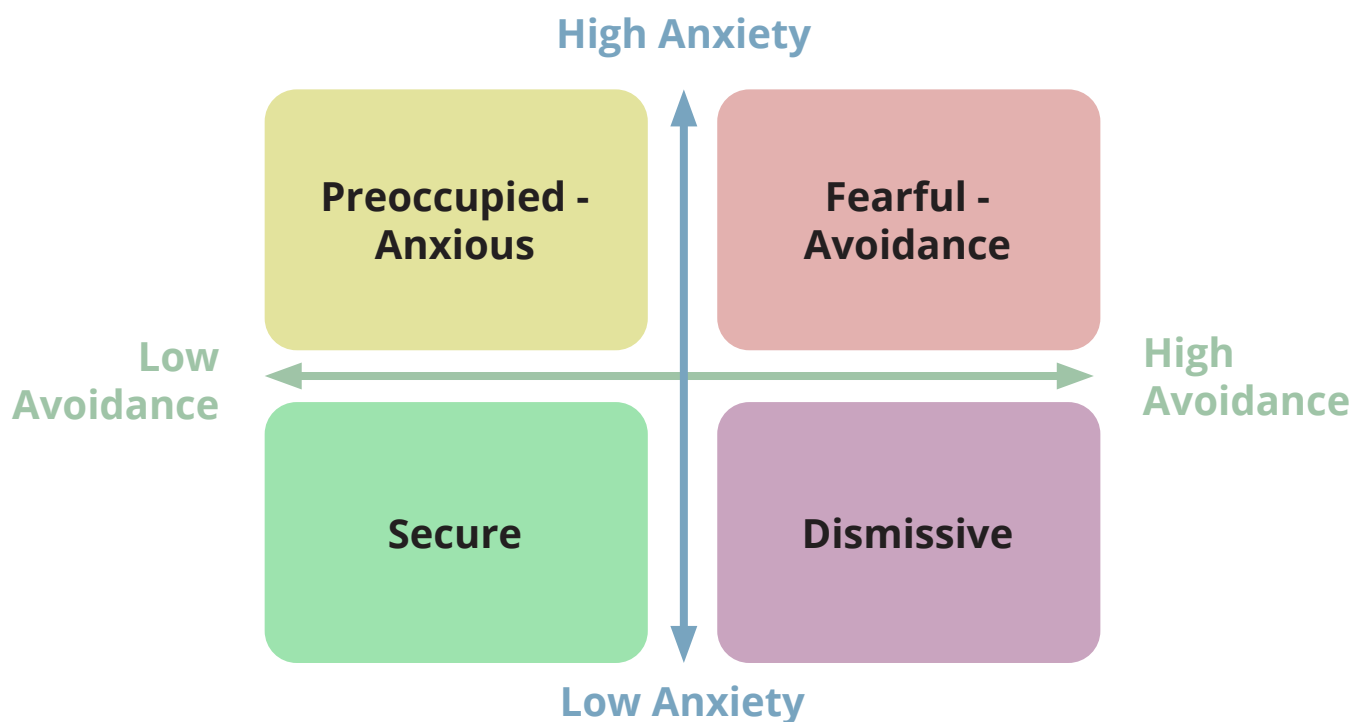 High Anxiety
Preoccupied -
Anxious
Fearful -
Avoidance
Low
Avoidance
High
Avoidance
Secure
Dismissive
Low Anxiety